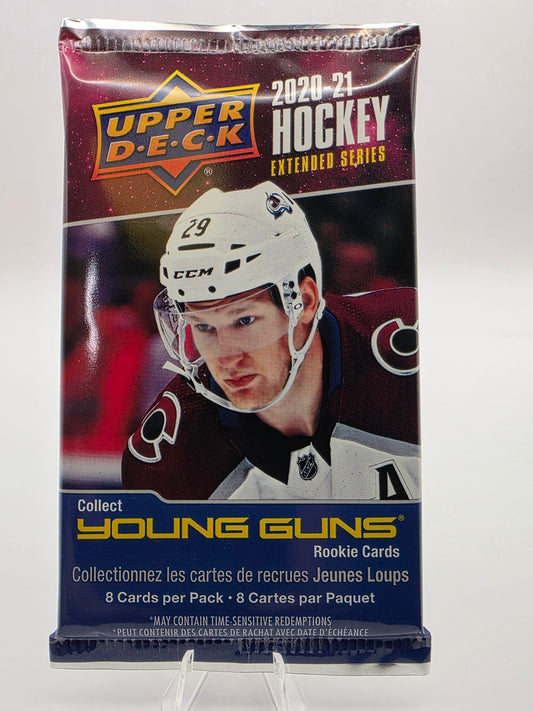 UPPER
D·E·C·K
®
2020-21
HOCKEY
EXTENDED SERIES
29
CCM
NHL
A
Collect
YOUNG GUNS®
Rookie Cards
Collectionnez les cartes de recrues Jeunes Loups
8 Cards per Pack · 8 Cartes par Paquet
*MAY CONTAIN TIME-SENSITIVE REDEMPTIONS
*PEUT CONTENIR DES CARTES DE RACHAT AVEC DATE D'ÉCHÉANCE